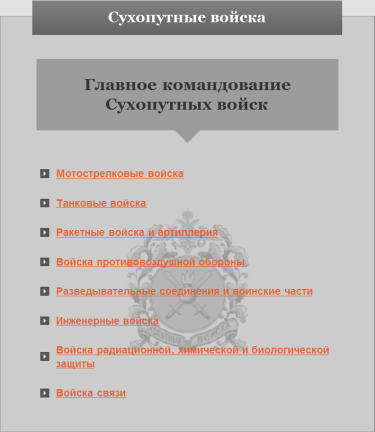 Сухопутные войска
Главное командование
Сухопутных войск
Мотострелковые войска
Танковые войска
Ракетные войска и артиллерия
Войска противовоздушной обороны
Разведывательные соединения и воинские части
Инженерные войска
Войска радиационной, химической и биологической
защиты
Войска связи